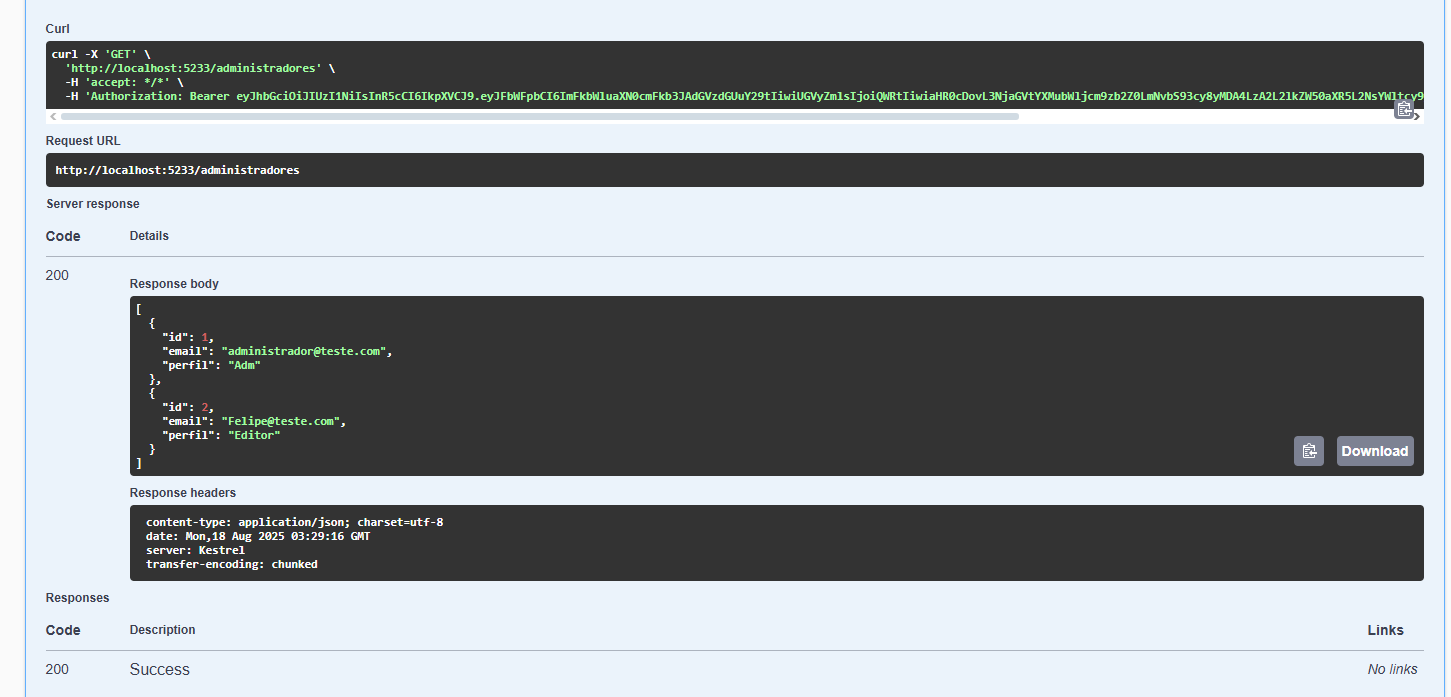 Curl
curl -X 'GET' \
'http://localhost:5233/administradores' \
-H 'accept: */*' \
-H 'Authorization: Bearer eyJhbGciOiJIUzI1NiIsInR5cCI6IkpXVCJ9.eyJFbWFpbCI6ImFkbWluaXN0cmFkb3JAdGVzdGUuY29tIiwiUGVyZmlsIjoiQWRtIiwiaHR0cDovL3NjaGVtYXMubWljcm9zb2Z0LmNvbS93cy8yMDA4LzA2L2lkZW50aXR5L2NsYWltcy9
Request URL
http://localhost:5233/administradores
Server response
Code Details
200
Response body
[
{
"id": 1,
"email": "administrador@teste.com",
"perfil": "Adm"
},
{
"id": 2,
"email": "Felipe@teste.com",
"perfil": "Editor"
}
]
Download
Response headers
content-type: application/json; charset=utf-8
date: Mon,18 Aug 2025 03:29:16 GMT
server: Kestrel
transfer-encoding: chunked
Responses
Code Description Links
200 Success No links